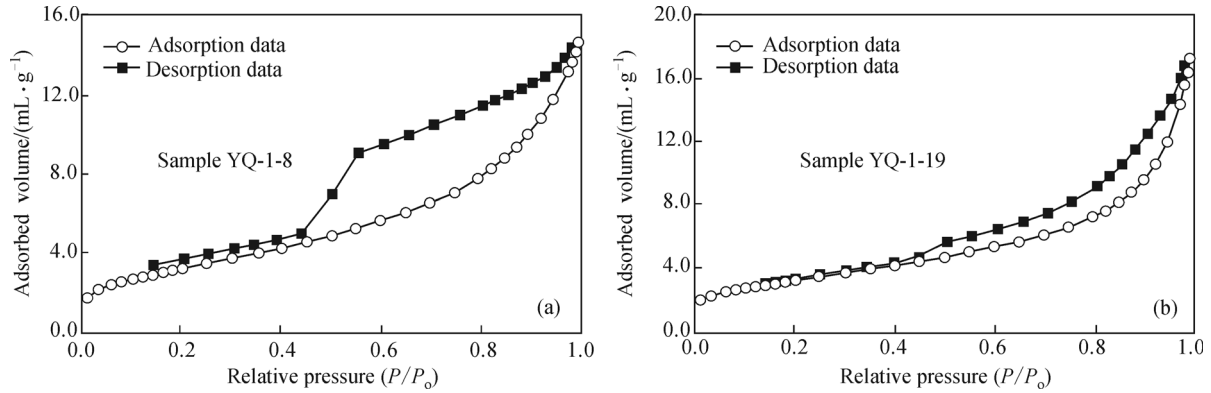 16.0
12.0
8.0
4.0
0.0
Adsorbed volume/(mL·g⁻¹)
Adsorption data
Desorption data
Sample YQ-1-8
(a)
0.0 0.2 0.4 0.6 0.8 1.0
Relative pressure (P/Po)
20.0
16.0
12.0
8.0
4.0
0.0
Adsorbed volume/(mL·g⁻¹)
Adsorption data
Desorption data
Sample YQ-1-19
(b)
0.0 0.2 0.4 0.6 0.8 1.0
Relative pressure (P/Po)